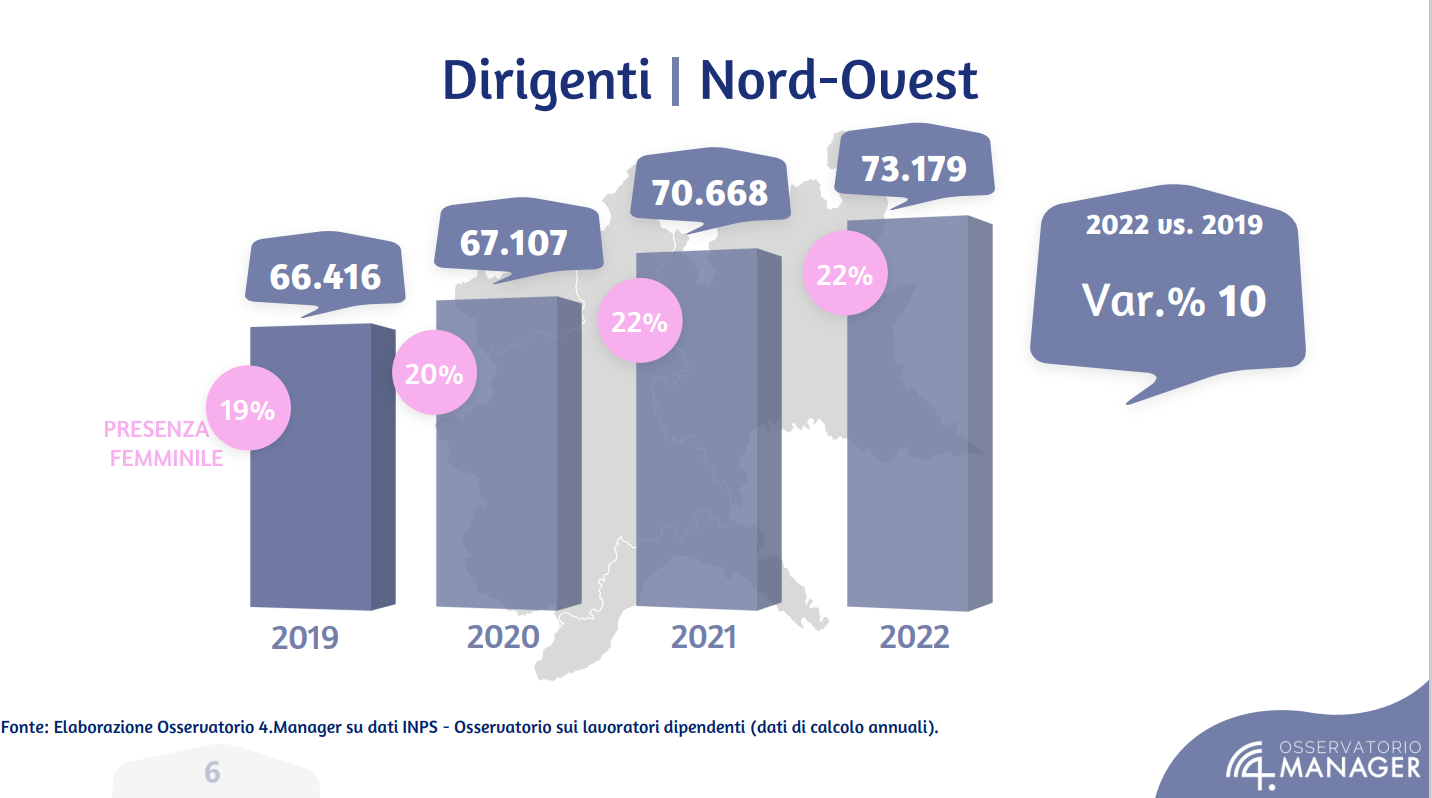 Dirigenti | Nord-Ovest
66.416
67.107
70.668
73.179
2022 vs. 2019
Var.% 10
19%
20%
22%
22%
PRESENZA
FEMMINILE
2019
2020
2021
2022
Fonte: Elaborazione Osservatorio 4.Manager su dati INPS - Osservatorio sui lavoratori dipendenti (dati di calcolo annuali).
6
4.
OSSERVATORIO
MANAGER